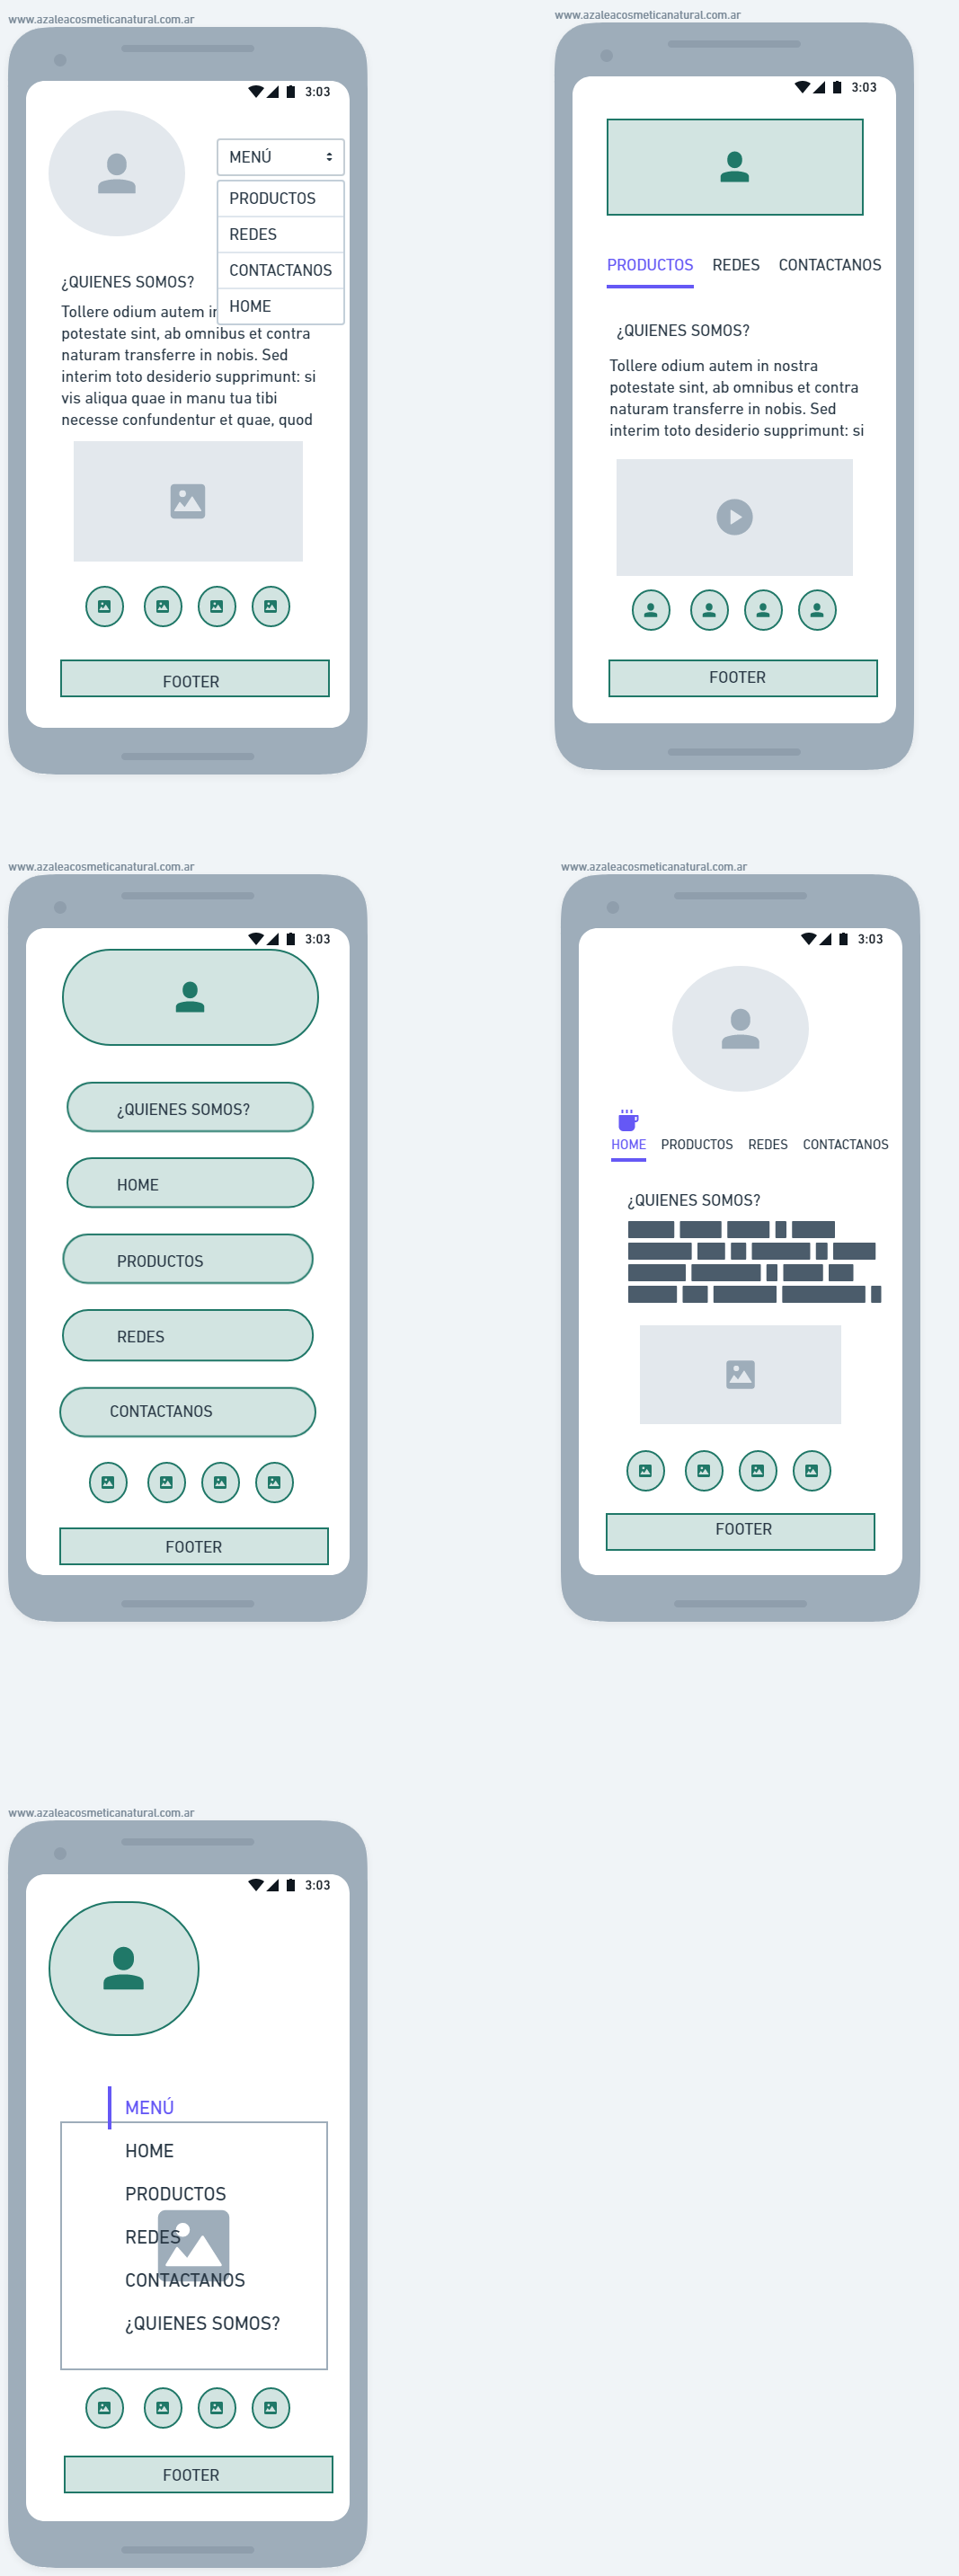 www.azaleacosmeticanatural.com.ar
3:03
MENÚ
PRODUCTOS
REDES
CONTACTANOS
HOME
¿QUIENES SOMOS?
Tollere odium autem in
potestate sint, ab omnibus et contra
naturam transferre in nobis. Sed
interim toto desiderio supprimunt: si
vis aliqua quae in manu tua tibi
necesse confundentur et quae, quod
FOOTER
www.azaleacosmeticanatural.com.ar
3:03
PRODUCTOS REDES CONTACTANOS
¿QUIENES SOMOS?
Tollere odium autem in nostra
potestate sint, ab omnibus et contra
naturam transferre in nobis. Sed
interim toto desiderio supprimunt: si
FOOTER
www.azaleacosmeticanatural.com.ar
3:03
¿QUIENES SOMOS?
HOME
PRODUCTOS
REDES
CONTACTANOS
FOOTER
www.azaleacosmeticanatural.com.ar
3:03
HOME PRODUCTOS REDES CONTACTANOS
¿QUIENES SOMOS?
FOOTER
www.azaleacosmeticanatural.com.ar
3:03
MENÚ
HOME
PRODUCTOS
REDES
CONTACTANOS
¿QUIENES SOMOS?
FOOTER